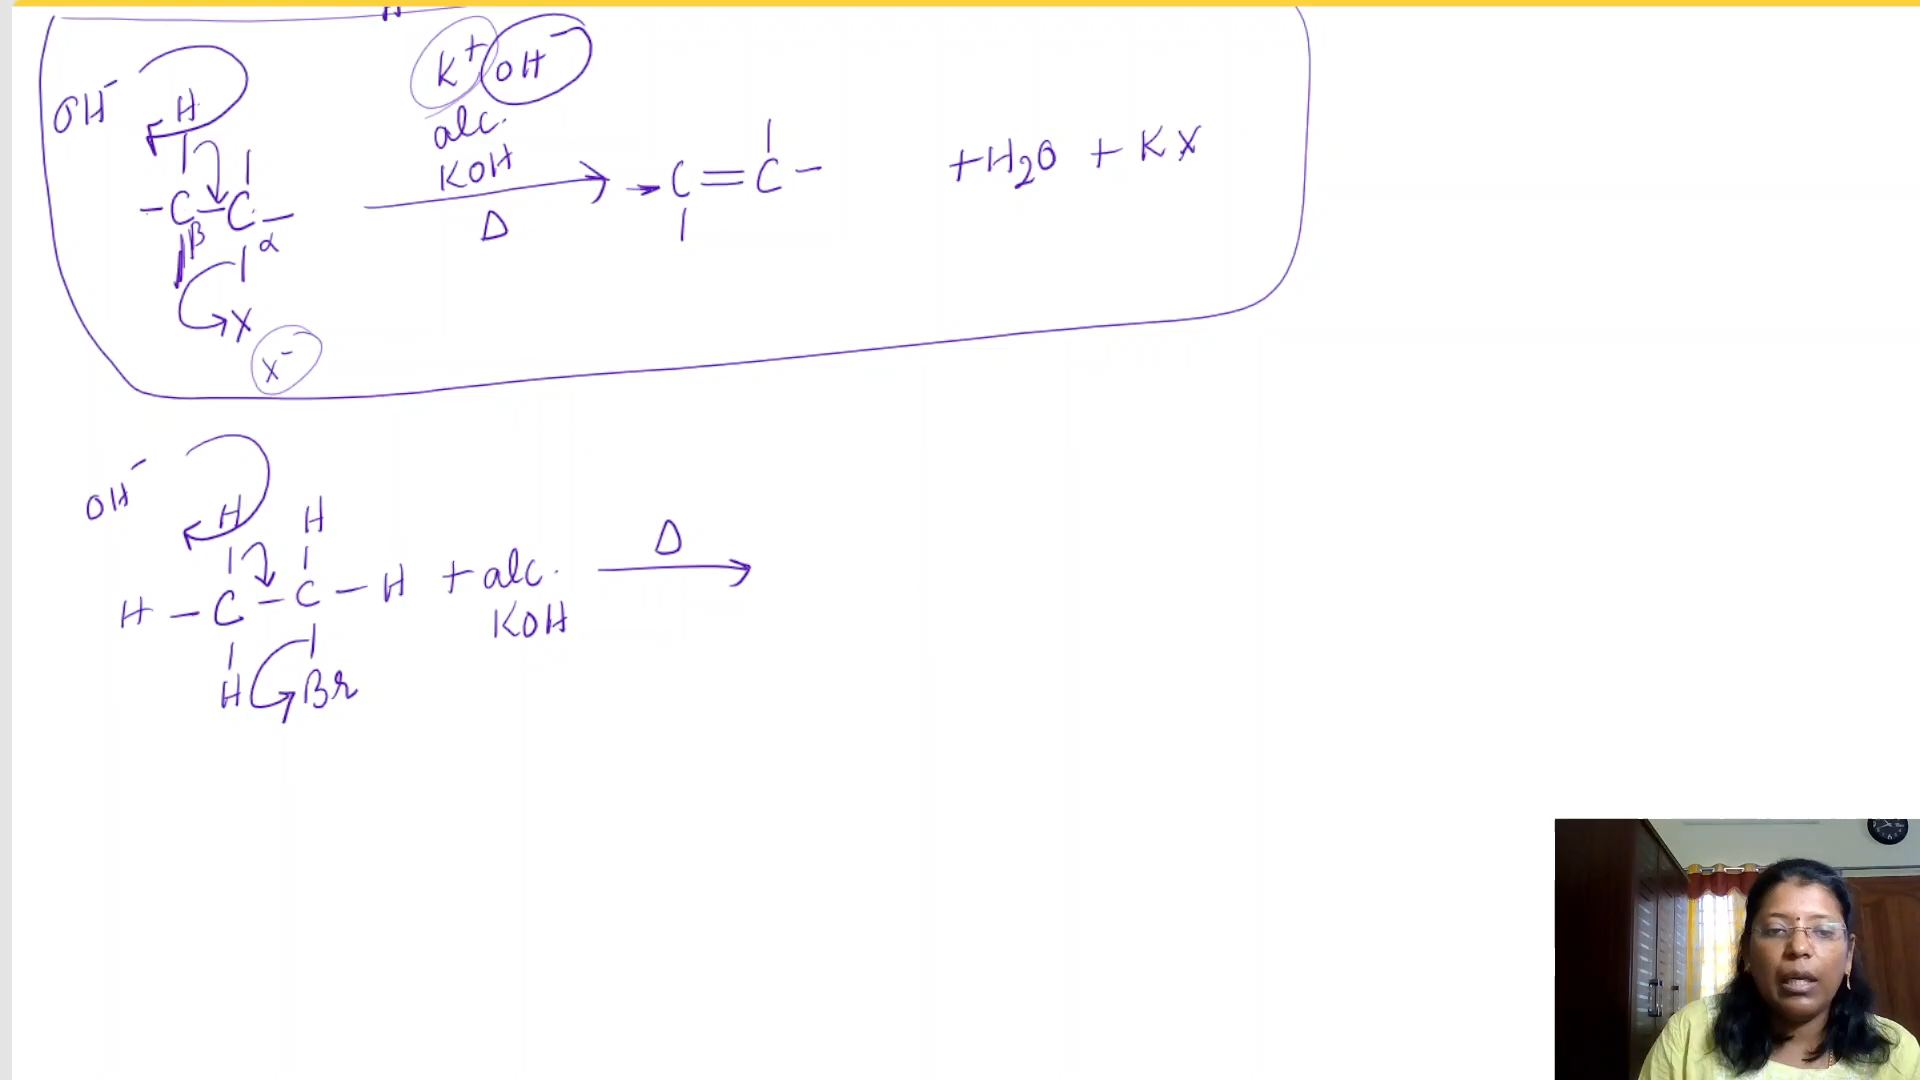 K⁺ OH⁻
OH⁻ H
alc.
KOH
Δ
-C-C-
β α
X
X⁻
-C=C- + H₂O + KX
OH⁻
H H
H-C-C-H + alc. KOH Δ
H Br